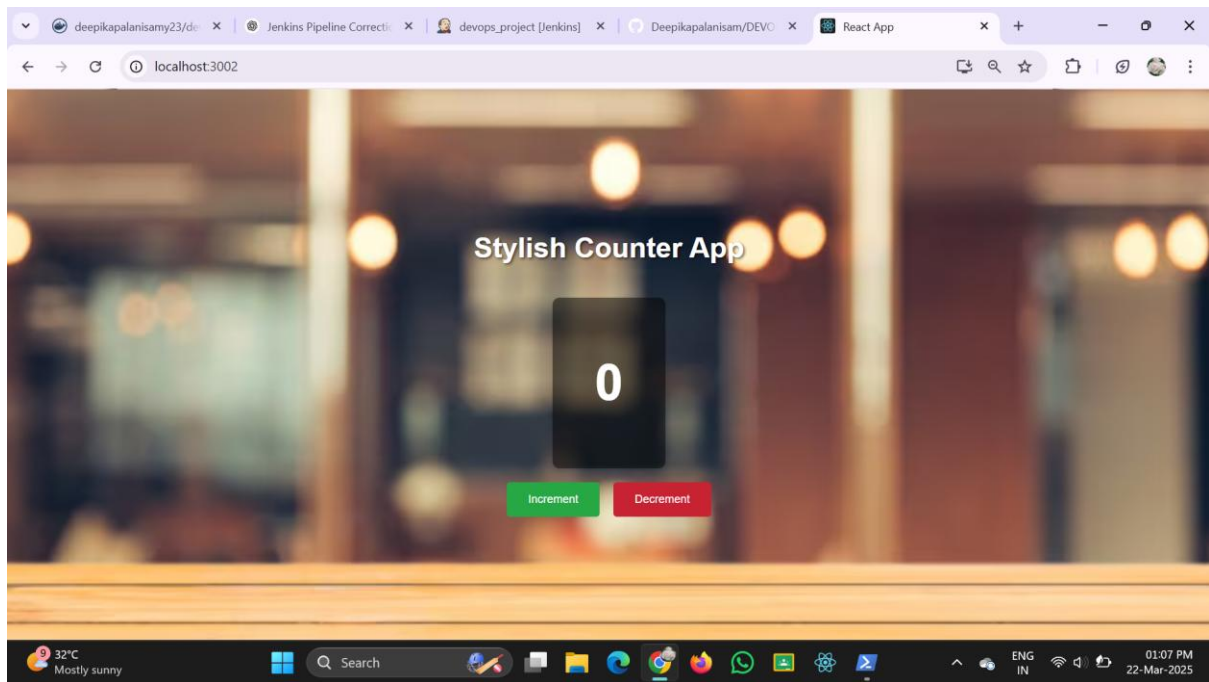 deepikapalanisamy23/de
Jenkins Pipeline Correctic
devops_project [Jenkins]
Deepikapalanisam/DEVO
React App
localhost:3002
Stylish Counter App
0
Increment
Decrement
9
32°C
Mostly sunny
Search
ENG
IN
01:07 PM
22-Mar-2025